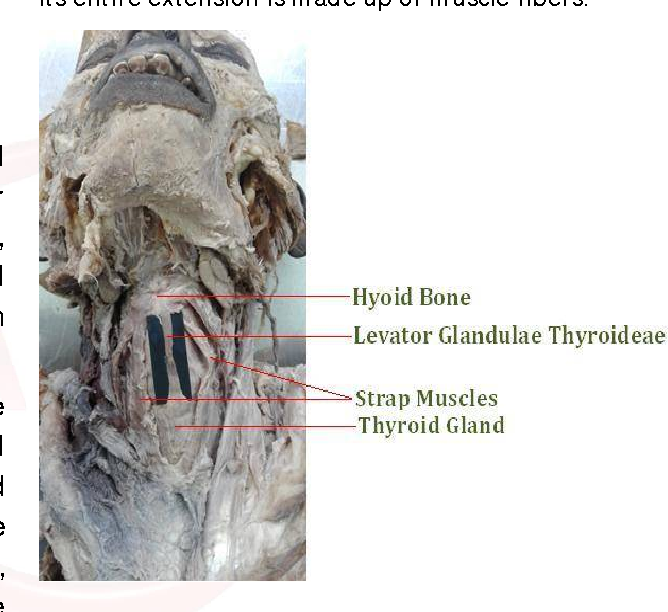 its entire extension is made up of muscle fibers.
Hyoid Bone
Levator Glandulae Thyroideae
Strap Muscles
Thyroid Gland